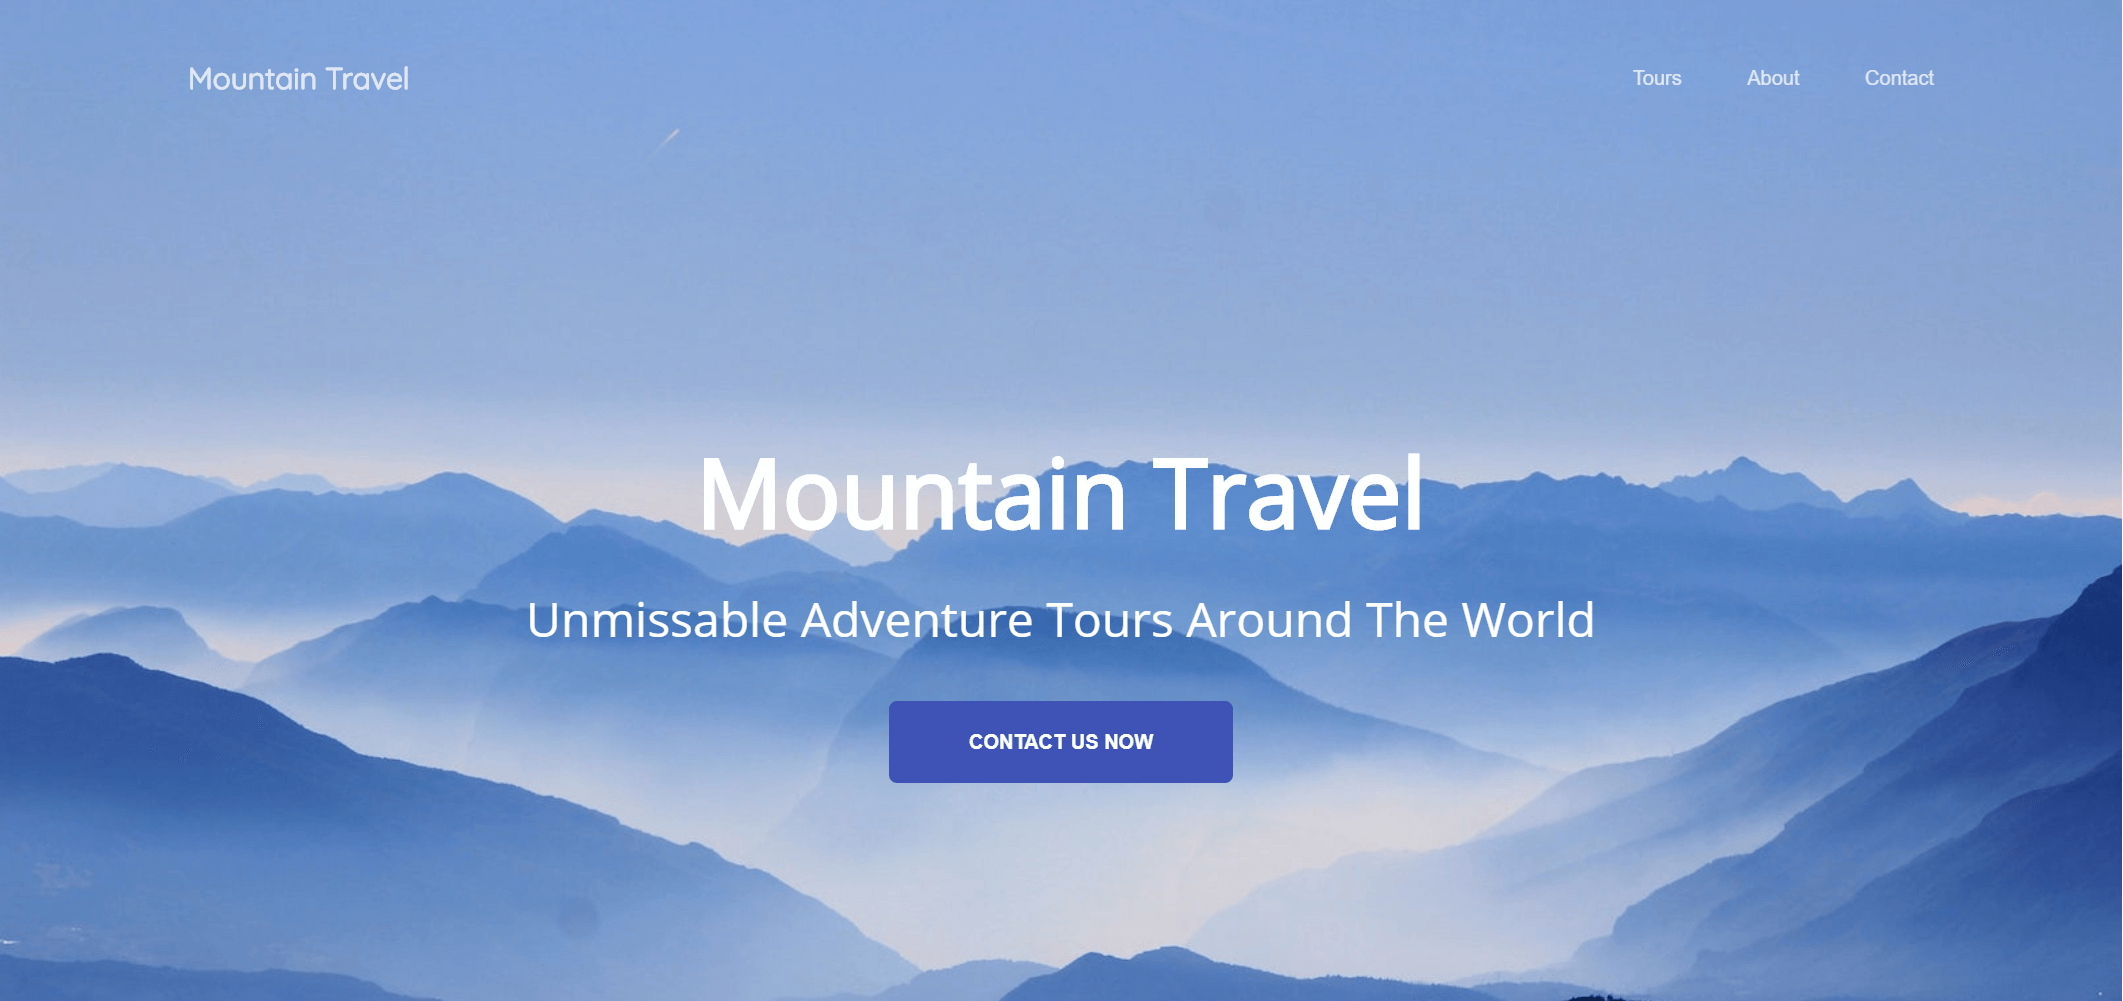 Mountain Travel
Tours About Contact
Mountain Travel
Unmissable Adventure Tours Around The World
CONTACT US NOW